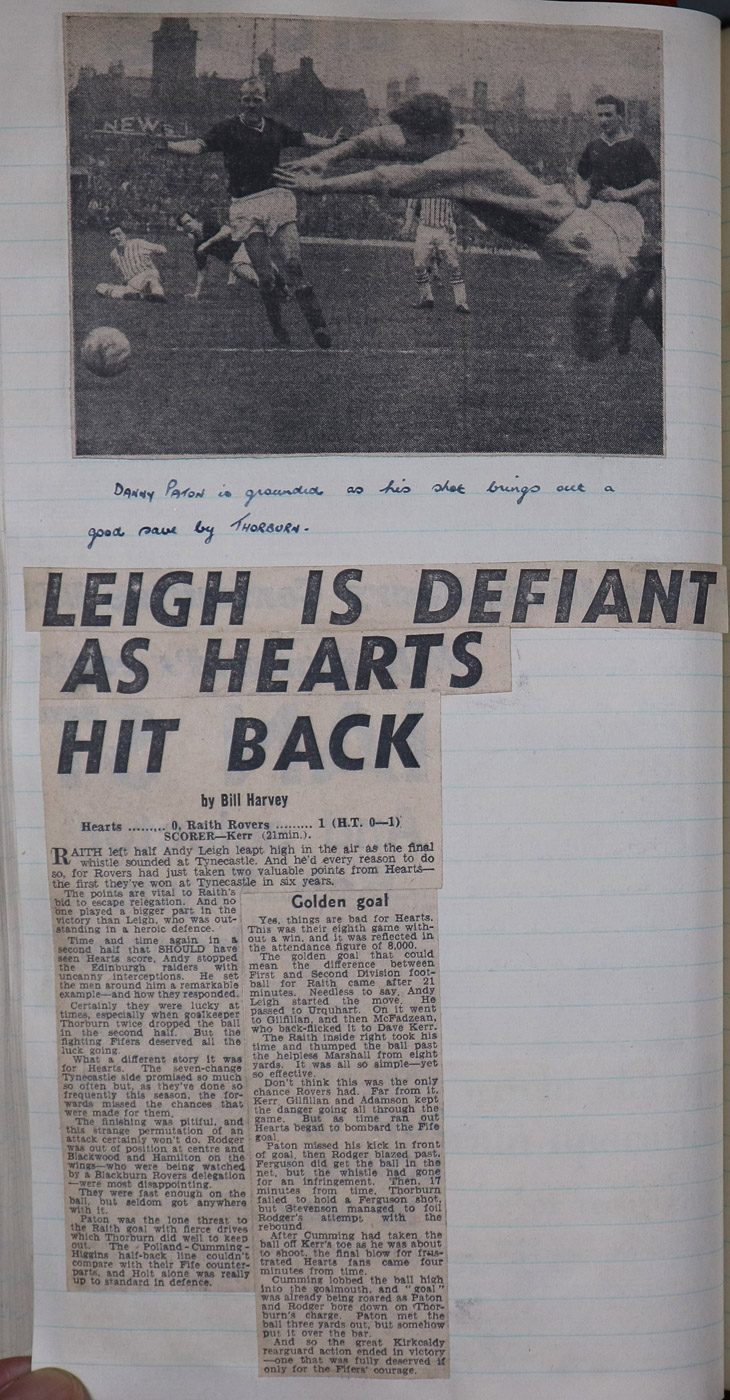 NEWS
DANNY PATON is grounded as his shot brings out a
good save by THORBURN.
LEIGH IS DEFIANT
AS HEARTS
HIT BACK
by Bill Harvey
Hearts ......... 0, Raith Rovers ......... 1 (H.T. 0—1)
SCORER—Kerr (21min.).
RAITH left half Andy Leigh leapt high in the air as the final
whistle sounded at Tynecastle. And he'd every reason to do
so, for Rovers had just taken two valuable points from Hearts—
the first they've won at Tynecastle in six years.
The points are vital to Raith's
bid to escape relegation. And no
one played a bigger part in the
victory than Leigh, who was out-
standing in a heroic defence.
Time and time again in a
second half that SHOULD have
seen Hearts score, Andy stopped
the Edinburgh raiders with
uncanny interceptions. He set
the men around him a remarkable
example—and how they responded.
Certainly they were lucky at
times, especially when goalkeeper
Thorburn twice dropped the ball
in the second half. But the
fighting Fifers deserved all the
luck going.
What a different story it was
for Hearts. The seven-change
Tynecastle side promised so much
so often but, as they've done so
frequently this season, the for-
wards missed the chances that
were made for them.
The finishing was pitiful, and
this strange permutation of an
attack certainly won't do. Rodger
was out of position at centre and
Blackwood and Hamilton on the
wings—who were being watched
by a Blackburn Rovers delegation
—were most disappointing.
They were fast enough on the
ball, but seldom got anywhere
with it.
Paton was the lone threat to
the Raith goal with fierce drives
which Thorburn did well to keep
out. The Polland-Cumming-
Higgins half-back line couldn't
compare with their Fife counter-
parts, and Holt alone was really
up to standard in defence.
Golden goal
Yes, things are bad for Hearts.
This was their eighth game with-
out a win, and it was reflected in
the attendance figure of 8,000.
The golden goal that could
mean the difference between
First and Second Division foot-
ball for Raith came after 21
minutes. Needless to say, Andy
Leigh started the move. He
passed to Urquhart. On it went
to Gilfillan, and then McFadzean,
who back-flicked it to Dave Kerr.
The Raith inside right took his
time and thumped the ball past
the helpless Marshall from eight
yards. It was all so simple—yet
so effective.
Don't think this was the only
chance Rovers had. Far from it.
Kerr Gilfillan and Adamson kept
the danger going all through the
game. But as time ran out
Hearts began to bombard the Fife
goal.
Paton missed his kick in front
of goal, then Rodger blazed past.
Ferguson did get the ball in the
net, but the whistle had gone
for an infringement. Then, 17
minutes from time, Thorburn
failed to hold a Ferguson shot,
but Stevenson managed to foil
Rodger's attempt with the
rebound.
After Cumming had taken the
ball off Kerr's toe as he was about
to shoot, the final blow for frus-
trated Hearts fans came four
minutes from time.
Cumming lobbed the ball high
into the goalmouth, and "goal"
was already being roared as Paton
and Rodger bore down on Thor-
burn's charge. Paton met the
ball three yards out, but somehow
put it over the bar.
And so the great Kirkcaldy
rearguard action ended in victory
—one that was fully deserved if
only for the Fifers' courage.